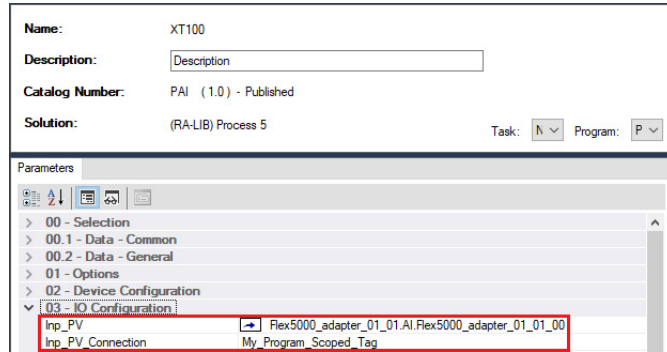 Name: XT100
Description: Description
Catalog Number: PAI (1.0) - Published
Solution: (RA-LIB) Process 5 Task: N Program: P
Parameters
00 - Selection
00.1 - Data - Common
00.2 - Data - General
01 - Options
02 - Device Configuration
03 - IO Configuration
Inp_PV Flex5000_adapter_01_01.AI.Flex5000_adapter_01_01_00
Inp_PV_Connection My_Program_Scoped_Tag